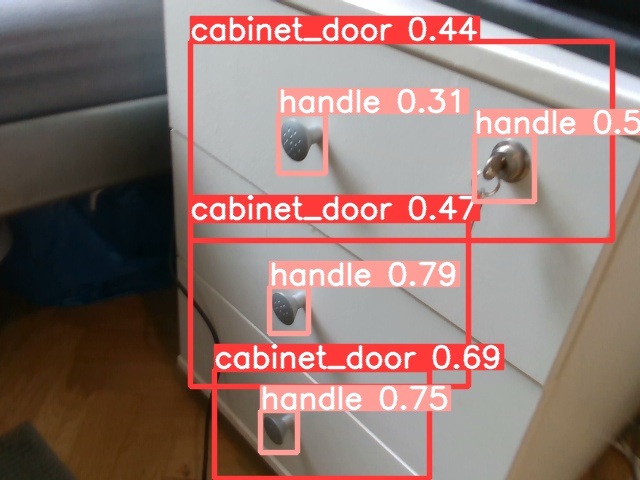 cabinet_door 0.44
handle 0.31
handle 0.5
cabinet_door 0.47
handle 0.79
cabinet_door 0.69
handle 0.75